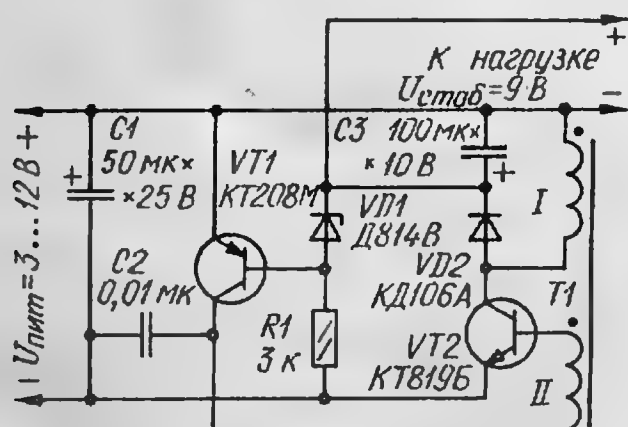 +
К нагрузке
Uстаб=9 В
-
+
Uпит=3...12 В
-
C1
50 мк×
×25 В
+
VT1
КТ208М
C3
100 мк×
×10 В
+
VD1
Д814В
I
C2
0,01 мк
VD2
КД106А
T1
R1
3 к
VT2
КТ819Б
II